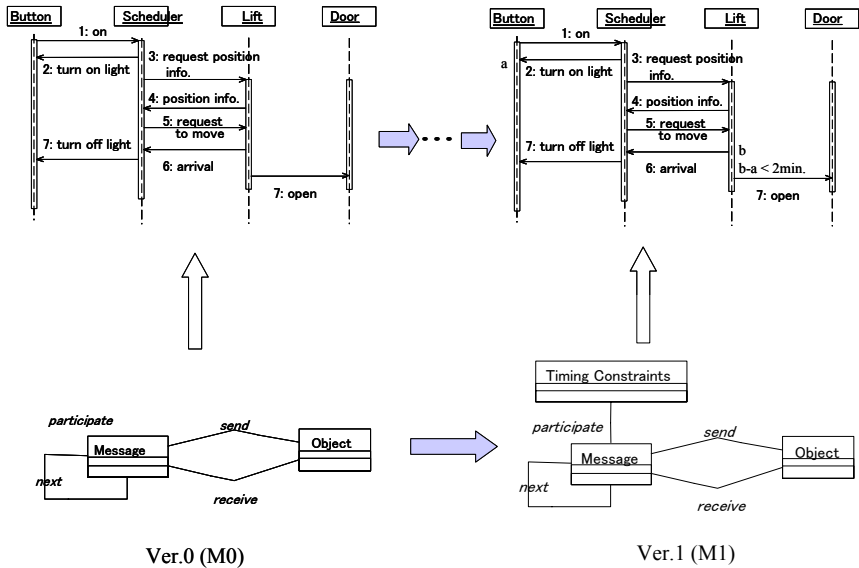 Button Scheduler Lift Door
1: on
2: turn on light
3: request position
info.
4: position info.
5: request
to move
7: turn off light
6: arrival
7: open
Button Scheduler Lift Door
1: on
a
2: turn on light
3: request position
info.
4: position info.
5: request
to move
7: turn off light
b
6: arrival
b-a < 2min.
7: open
participate
send
Message
Object
next
receive
Ver.0 (M0)
Timing Constraints
participate
send
Message
Object
next
receive
Ver.1 (M1)